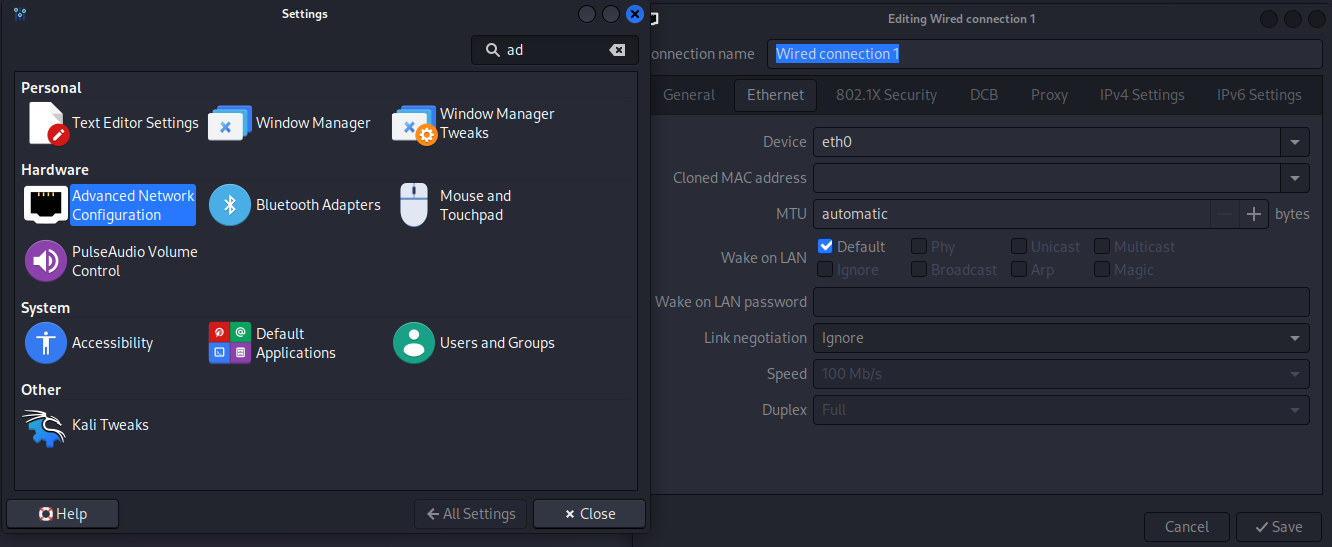 Settings
ad
Personal
Text Editor Settings
Window Manager
Window Manager
Tweaks
Hardware
Advanced Network
Configuration
Bluetooth Adapters
Mouse and
Touchpad
PulseAudio Volume
Control
System
Accessibility
Default
Applications
Users and Groups
Other
Kali Tweaks
Help
All Settings
Close
Editing Wired connection 1
onnection name
Wired connection 1
General
Ethernet
802.1X Security
DCB
Proxy
IPv4 Settings
IPv6 Settings
Device
eth0
Cloned MAC address
MTU
automatic
bytes
Wake on LAN
Default
Phy
Unicast
Multicast
Ignore
Broadcast
Arp
Magic
Wake on LAN password
Link negotiation
Ignore
Speed
100 Mb/s
Duplex
Full
Cancel
Save